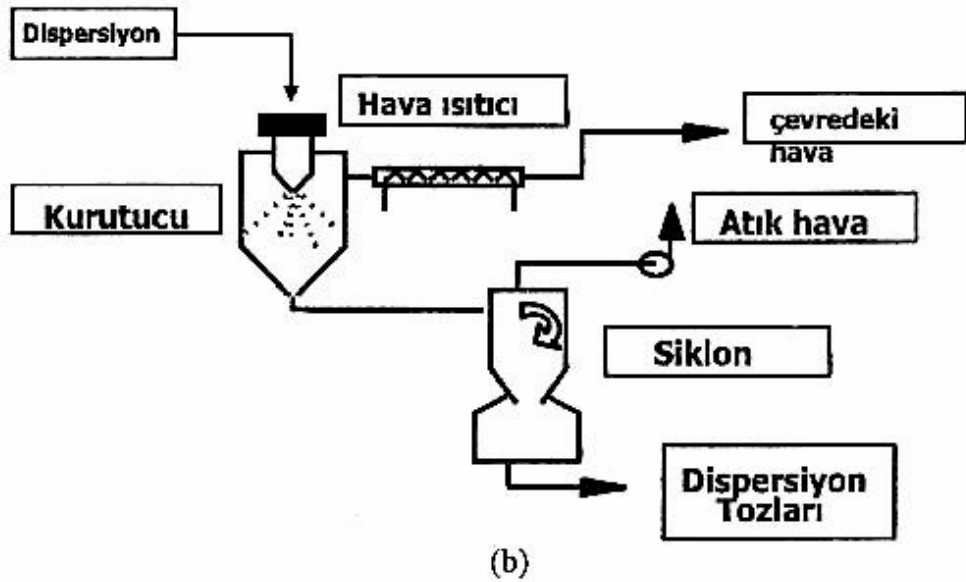 Dispersiyon
Hava ısıtıcı
çevredeki
hava
Kurutucu
Atık hava
Siklon
Dispersiyon
Tozları
(b)